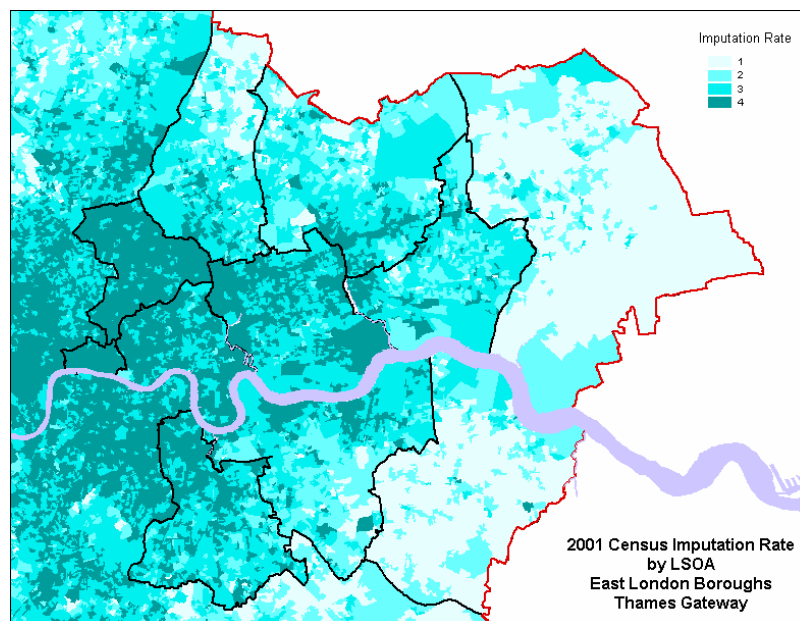 Imputation Rate
1
2
3
4
2001 Census Imputation Rate
by LSOA
East London Boroughs
Thames Gateway